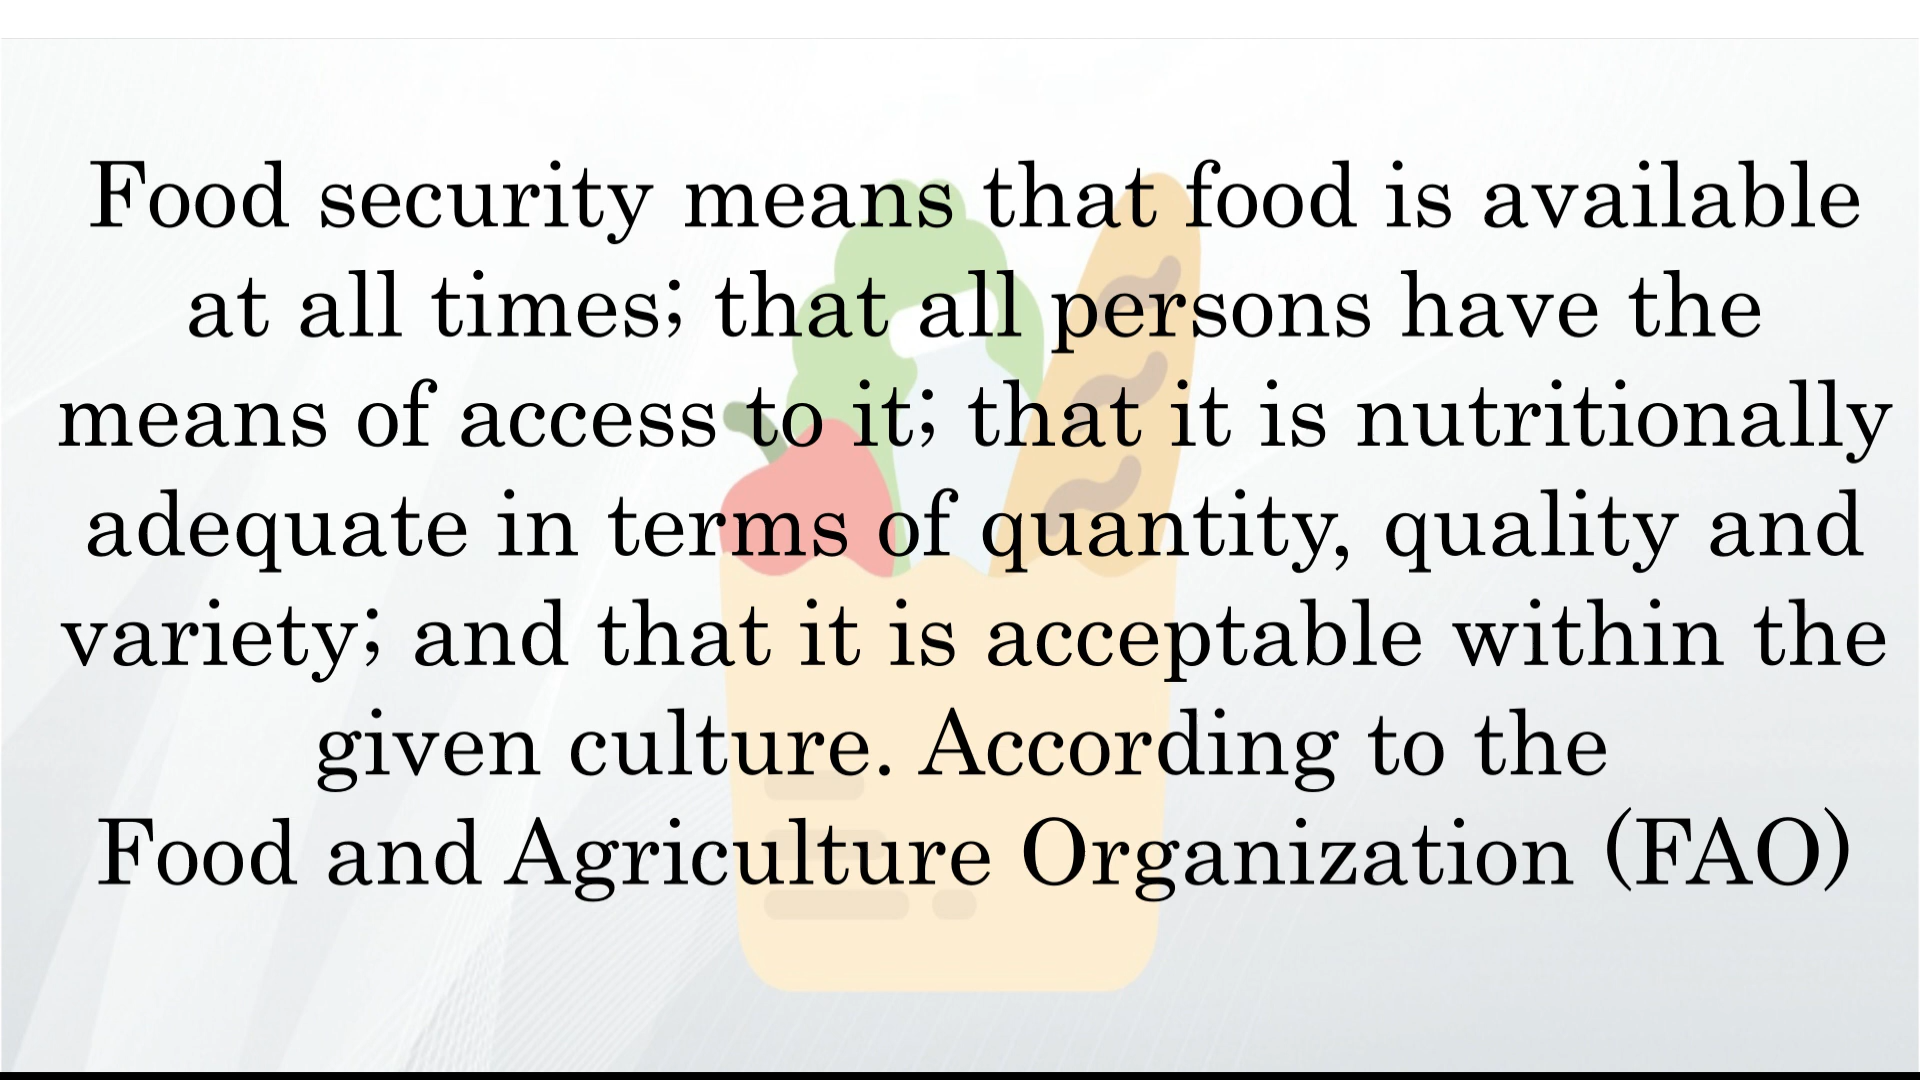 Food security means that food is available
at all times; that all persons have the
means of access to it; that it is nutritionally
adequate in terms of quantity, quality and
variety; and that it is acceptable within the
given culture. According to the
Food and Agriculture Organization (FAO)